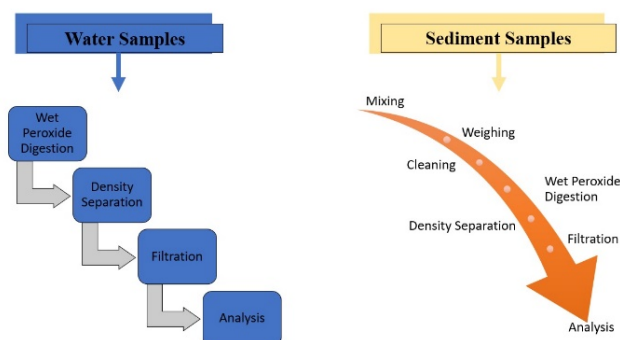 Water Samples
Wet
Peroxide
Digestion
Density
Separation
Filtration
Analysis
Sediment Samples
Mixing
Weighing
Cleaning
Wet Peroxide
Digestion
Density Separation
Filtration
Analysis